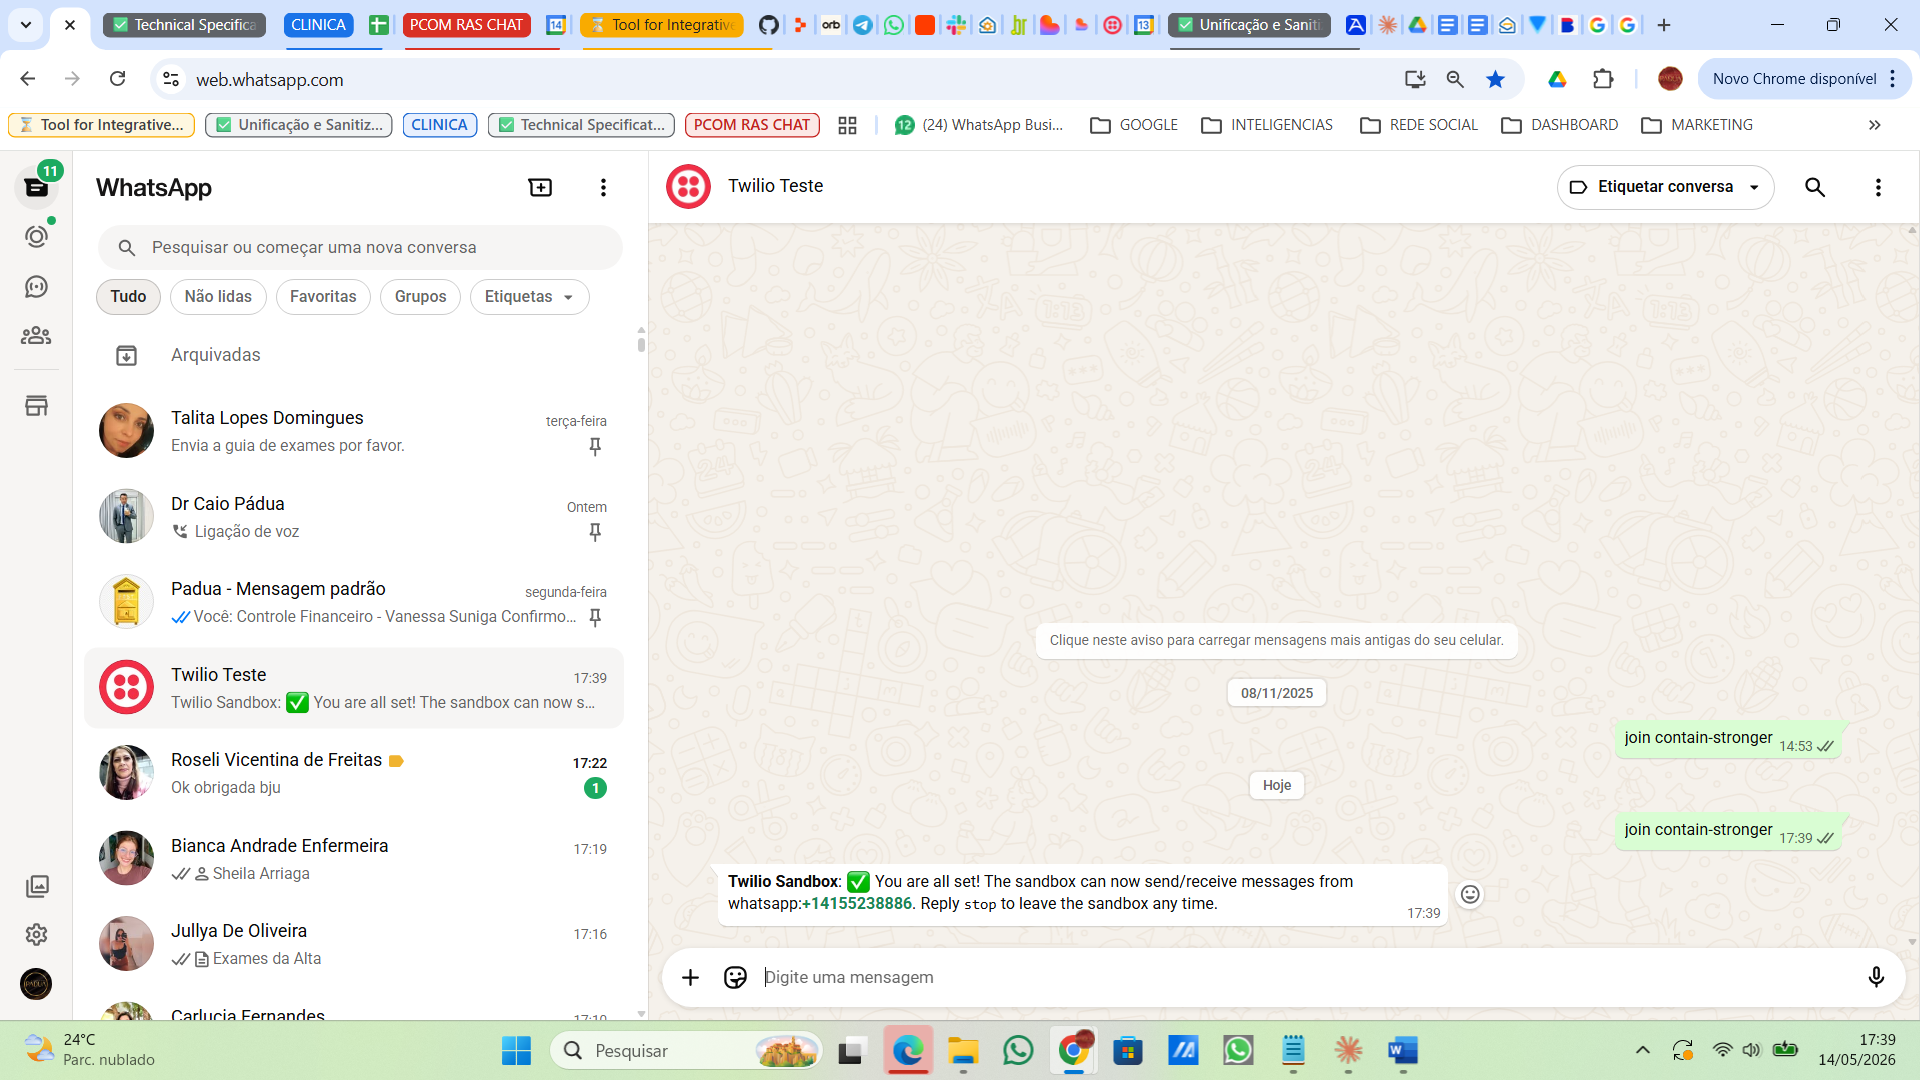 Technical Specifica
CLINICA
PCOM RAS CHAT
14
Tool for Integrative
orb
13
Unificação e Saniti
web.whatsapp.com
Novo Chrome disponível
Tool for Integrative...
Unificação e Sanitiz...
CLINICA
Technical Specificat...
PCOM RAS CHAT
12
(24) WhatsApp Busi...
GOOGLE
INTELIGENCIAS
REDE SOCIAL
DASHBOARD
MARKETING
11
WhatsApp
Pesquisar ou começar uma nova conversa
Tudo
Não lidas
Favoritas
Grupos
Etiquetas
Arquivadas
Talita Lopes Domingues
terça-feira
Envia a guia de exames por favor.
Dr Caio Pádua
Ontem
Ligação de voz
Padua - Mensagem padrão
segunda-feira
Você: Controle Financeiro - Vanessa Suniga Confirmo...
Twilio Teste
17:39
Twilio Sandbox: ✅ You are all set! The sandbox can now s...
Roseli Vicentina de Freitas
17:22
Ok obrigada bju
1
Bianca Andrade Enfermeira
17:19
Sheila Arriaga
Jullya De Oliveira
17:16
Exames da Alta
Carlucia Fernandes
17:10
Twilio Teste
Etiquetar conversa
Clique neste aviso para carregar mensagens mais antigas do seu celular.
08/11/2025
join contain-stronger
14:53
Hoje
join contain-stronger
17:39
Twilio Sandbox: ✅ You are all set! The sandbox can now send/receive messages from
whatsapp:+14155238886. Reply stop to leave the sandbox any time.
17:39
Digite uma mensagem
24°C
Parc. nublado
Pesquisar
17:39
14/05/2026